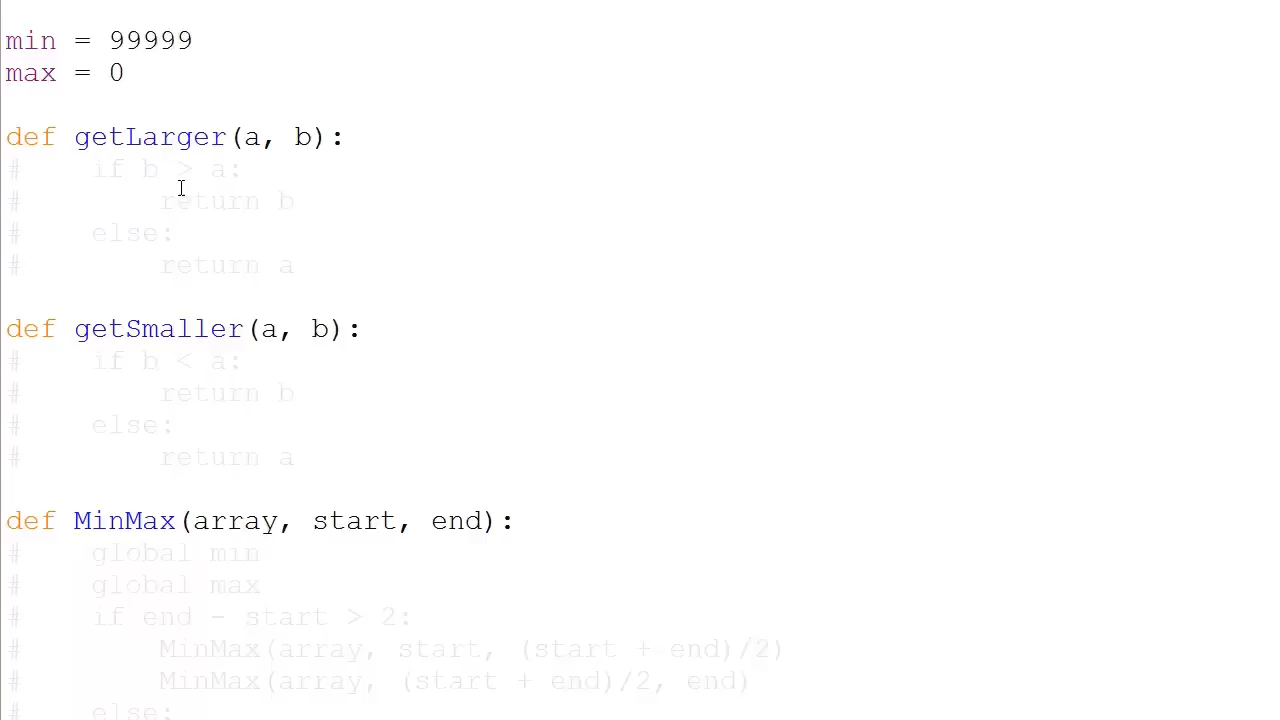 min = 99999
max = 0
def getLarger(a, b):
#    if b > a:
#        return b
#    else:
#        return a
def getSmaller(a, b):
#    if b < a:
#        return b
#    else:
#        return a
def MinMax(array, start, end):
#    global min
#    global max
#    if end - start > 2:
#        MinMax(array, start, (start + end)/2)
#        MinMax(array, (start + end)/2, end)
#    else: